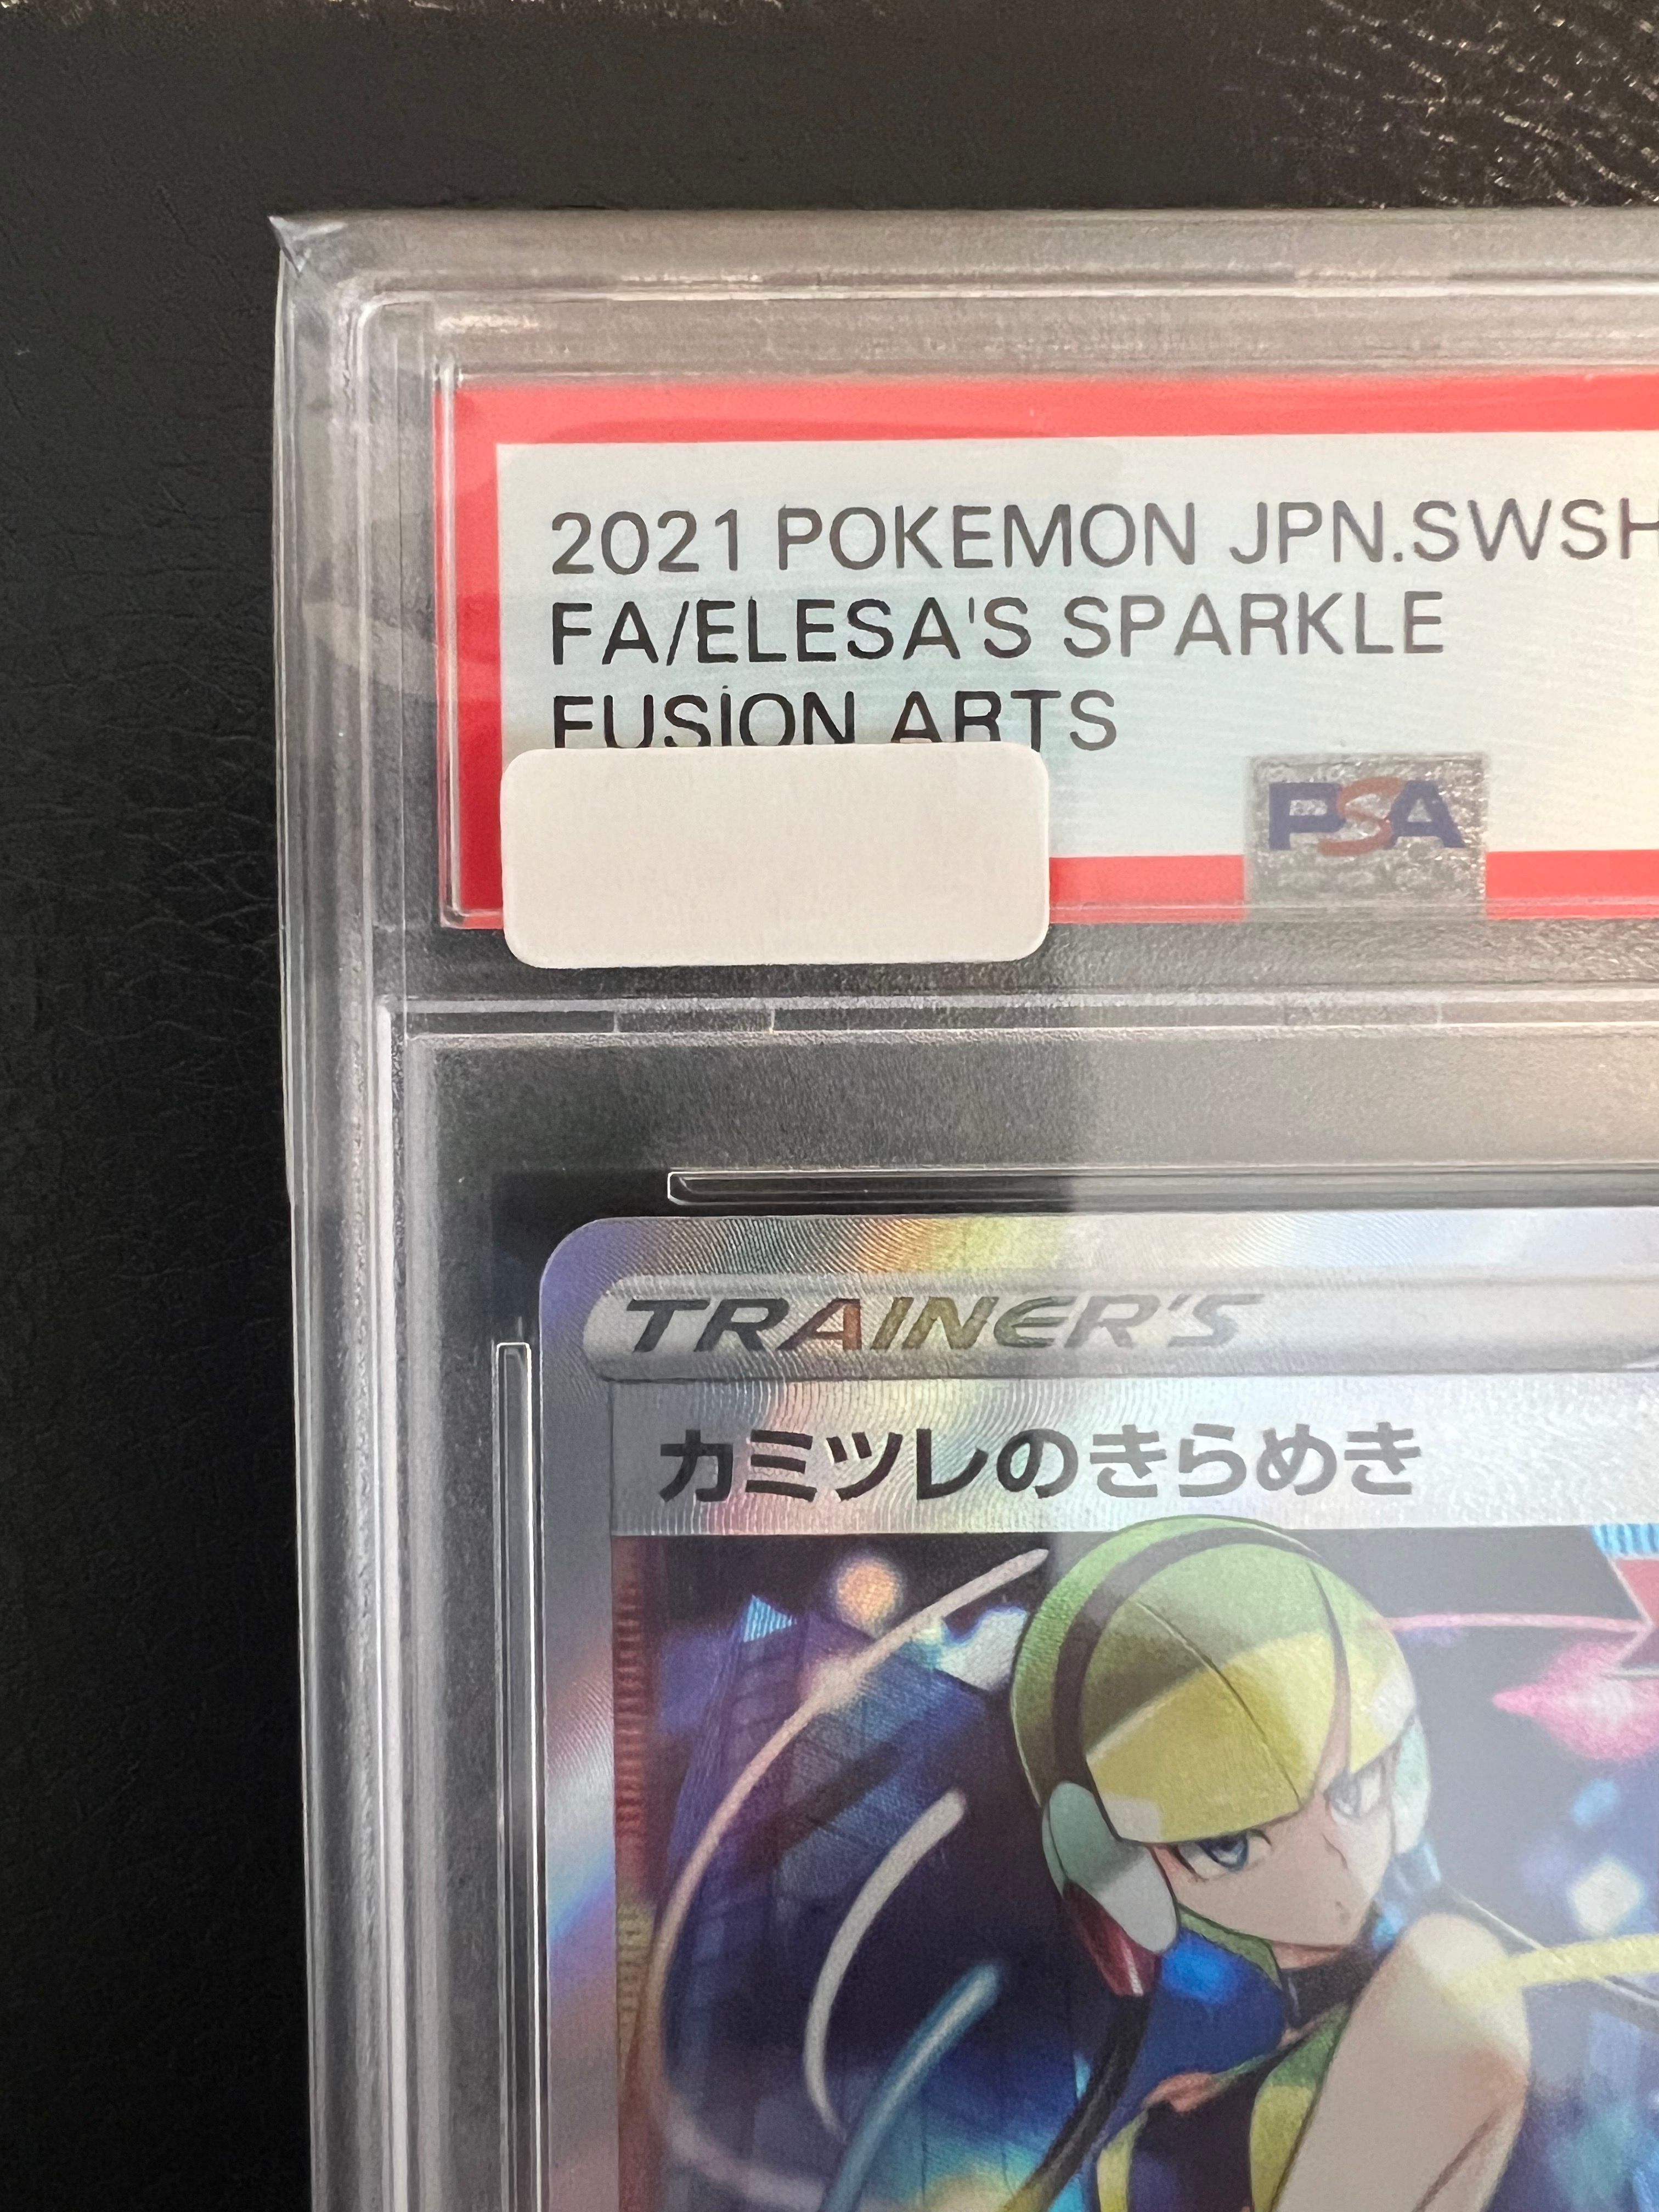 2021 POKEMON JPN.SWSH
FA/ELESA'S SPARKLE
FUSION ARTS
PSA
TRAINER'S
カミツレのきらめき